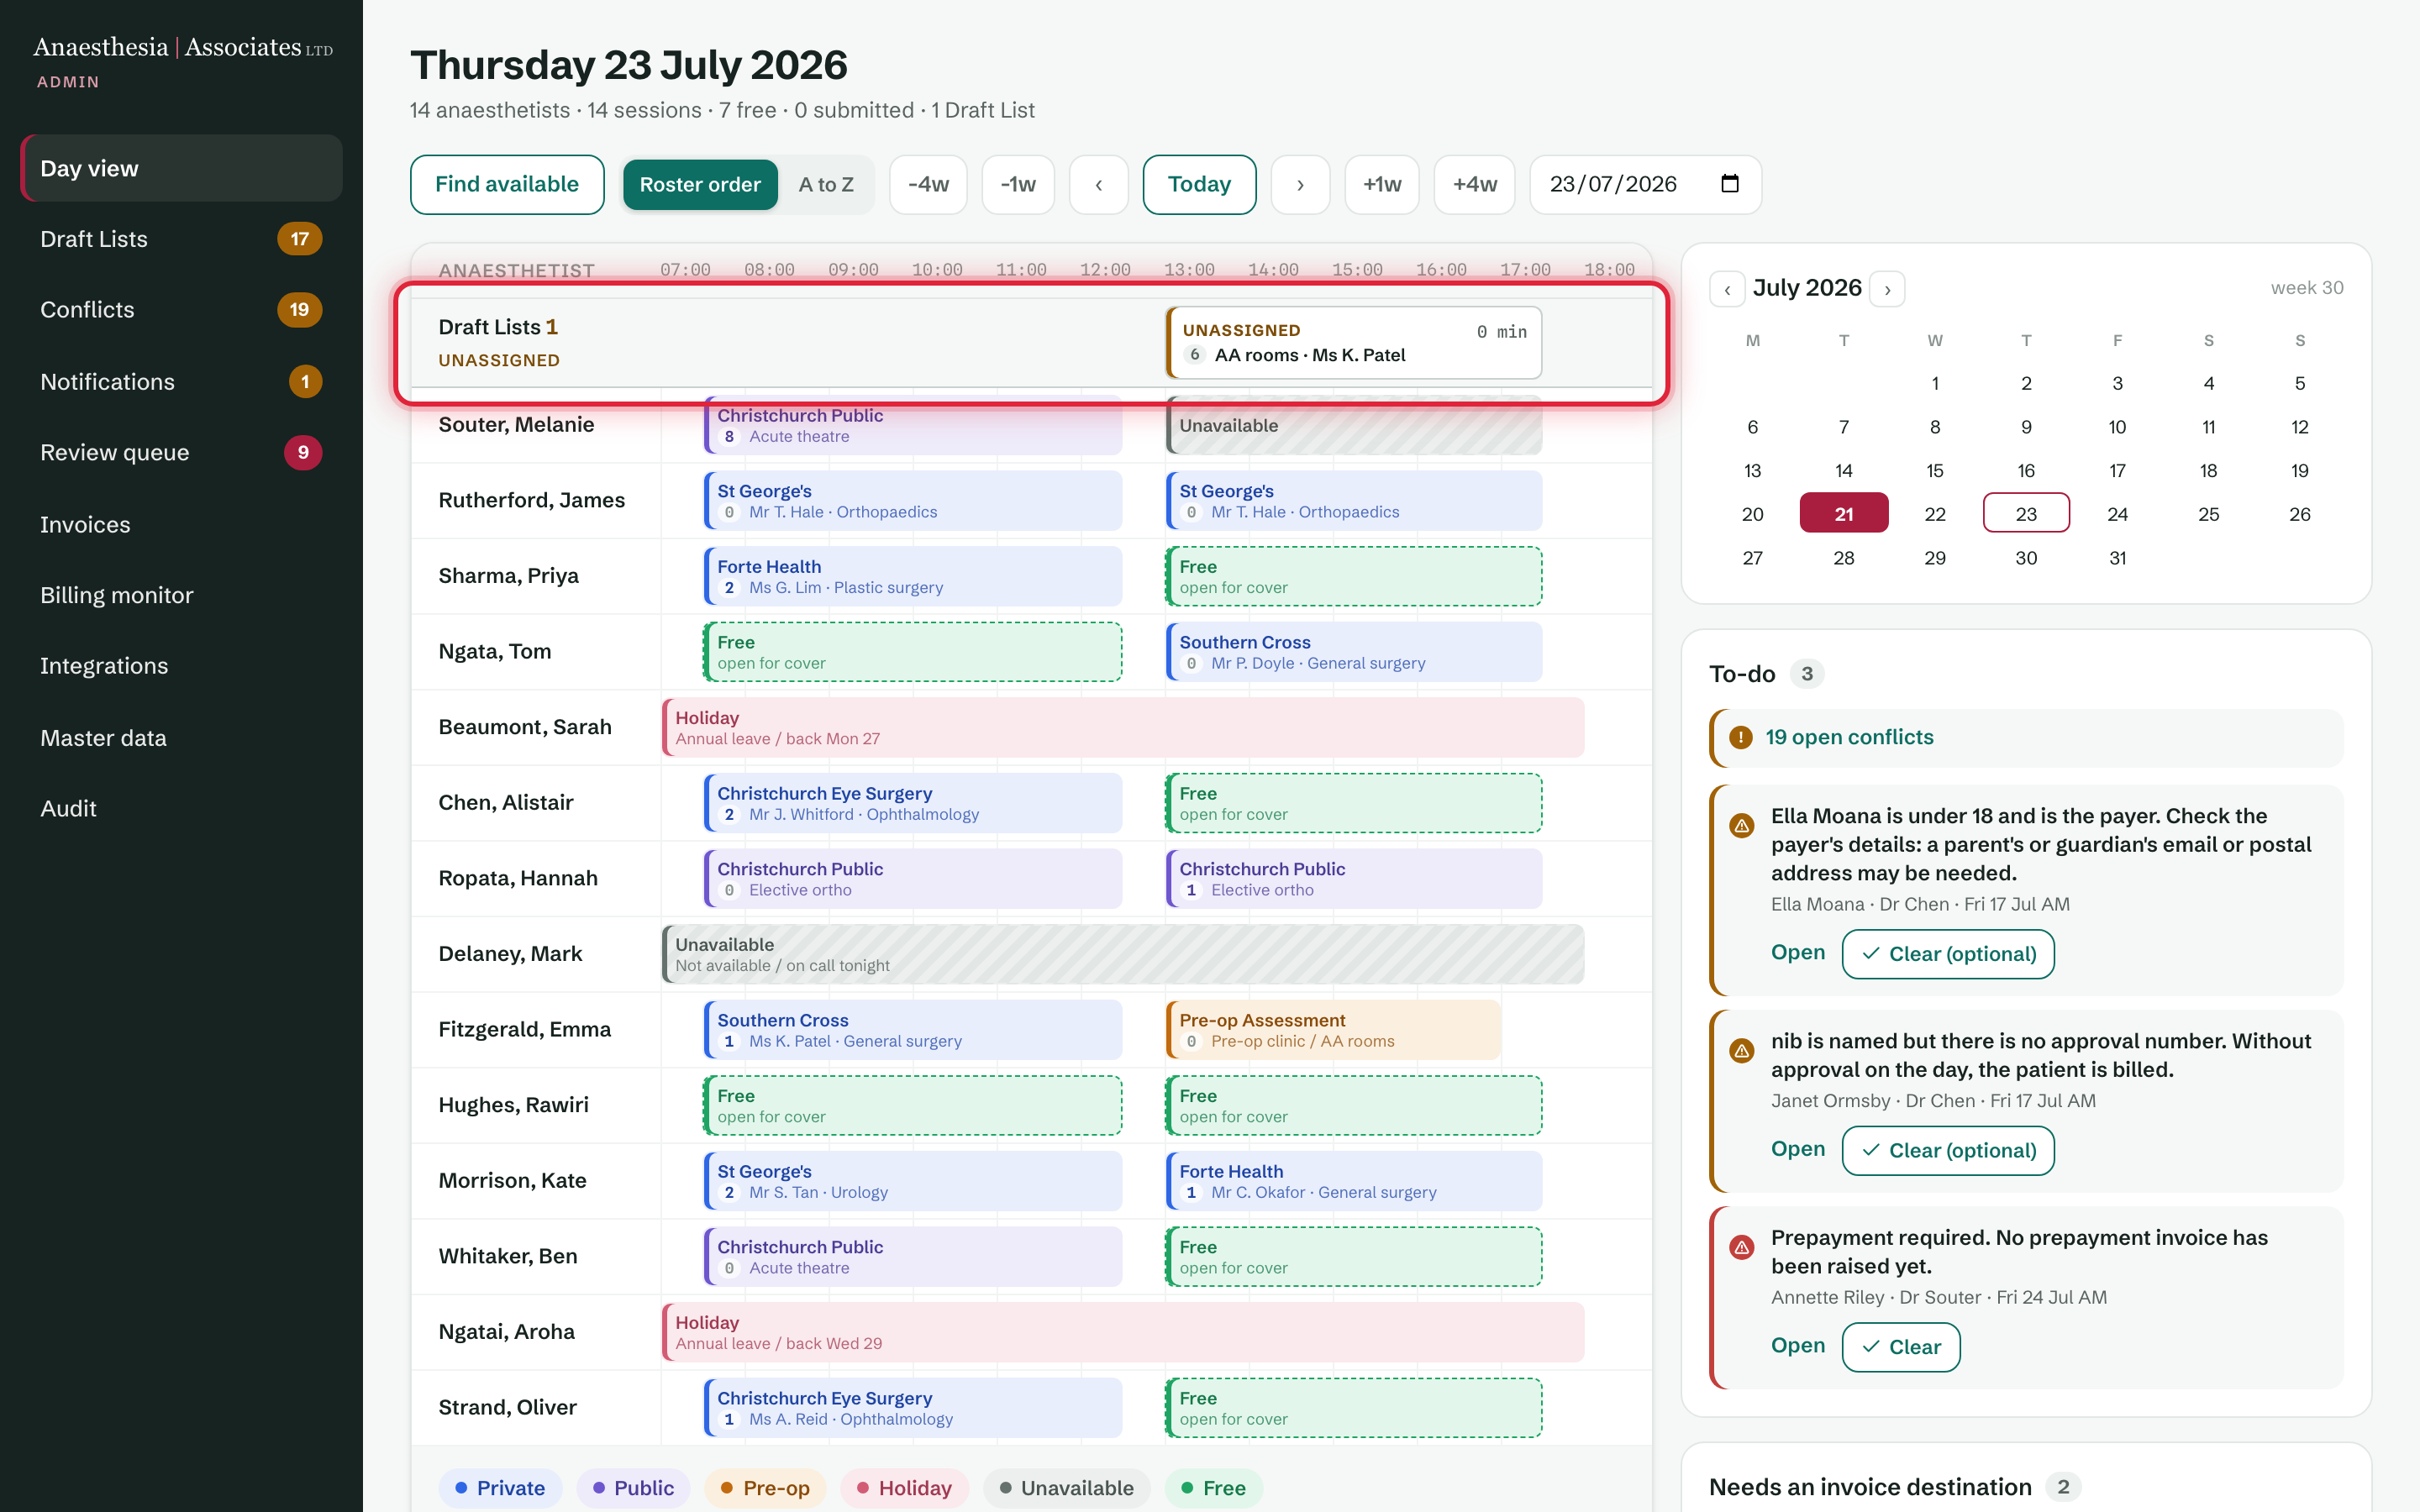 Anaesthesia | Associates LTD
ADMIN
Day view
Draft Lists 17
Conflicts 19
Notifications 1
Review queue 9
Invoices
Billing monitor
Integrations
Master data
Audit
Thursday 23 July 2026
14 anaesthetists · 14 sessions · 7 free · 0 submitted · 1 Draft List
Find available Roster order A to Z -4w -1w ‹ Today › +1w +4w 23/07/2026
ANAESTHETIST 07:00 08:00 09:00 10:00 11:00 12:00 13:00 14:00 15:00 16:00 17:00 18:00
Draft Lists 1
UNASSIGNED
UNASSIGNED 0 min
6 AA rooms · Ms K. Patel
Souter, Melanie
Christchurch Public
8 Acute theatre
Unavailable
Rutherford, James
St George's
0 Mr T. Hale · Orthopaedics
St George's
0 Mr T. Hale · Orthopaedics
Sharma, Priya
Forte Health
2 Ms G. Lim · Plastic surgery
Free
open for cover
Ngata, Tom
Free
open for cover
Southern Cross
0 Mr P. Doyle · General surgery
Beaumont, Sarah
Holiday
Annual leave / back Mon 27
Chen, Alistair
Christchurch Eye Surgery
2 Mr J. Whitford · Ophthalmology
Free
open for cover
Ropata, Hannah
Christchurch Public
0 Elective ortho
Christchurch Public
1 Elective ortho
Delaney, Mark
Unavailable
Not available / on call tonight
Fitzgerald, Emma
Southern Cross
1 Ms K. Patel · General surgery
Pre-op Assessment
0 Pre-op clinic / AA rooms
Hughes, Rawiri
Free
open for cover
Free
open for cover
Morrison, Kate
St George's
2 Mr S. Tan · Urology
Forte Health
1 Mr C. Okafor · General surgery
Whitaker, Ben
Christchurch Public
0 Acute theatre
Free
open for cover
Ngatai, Aroha
Holiday
Annual leave / back Wed 29
Strand, Oliver
Christchurch Eye Surgery
1 Ms A. Reid · Ophthalmology
Free
open for cover
Private Public Pre-op Holiday Unavailable Free
‹ July 2026 › week 30
M T W T F S S
1 2 3 4 5
6 7 8 9 10 11 12
13 14 15 16 17 18 19
20 21 22 23 24 25 26
27 28 29 30 31
To-do 3
19 open conflicts
Ella Moana is under 18 and is the payer. Check the
payer's details: a parent's or guardian's email or postal
address may be needed.
Ella Moana · Dr Chen · Fri 17 Jul AM
Open Clear (optional)
nib is named but there is no approval number. Without
approval on the day, the patient is billed.
Janet Ormsby · Dr Chen · Fri 17 Jul AM
Open Clear (optional)
Prepayment required. No prepayment invoice has
been raised yet.
Annette Riley · Dr Souter · Fri 24 Jul AM
Open Clear
Needs an invoice destination 2